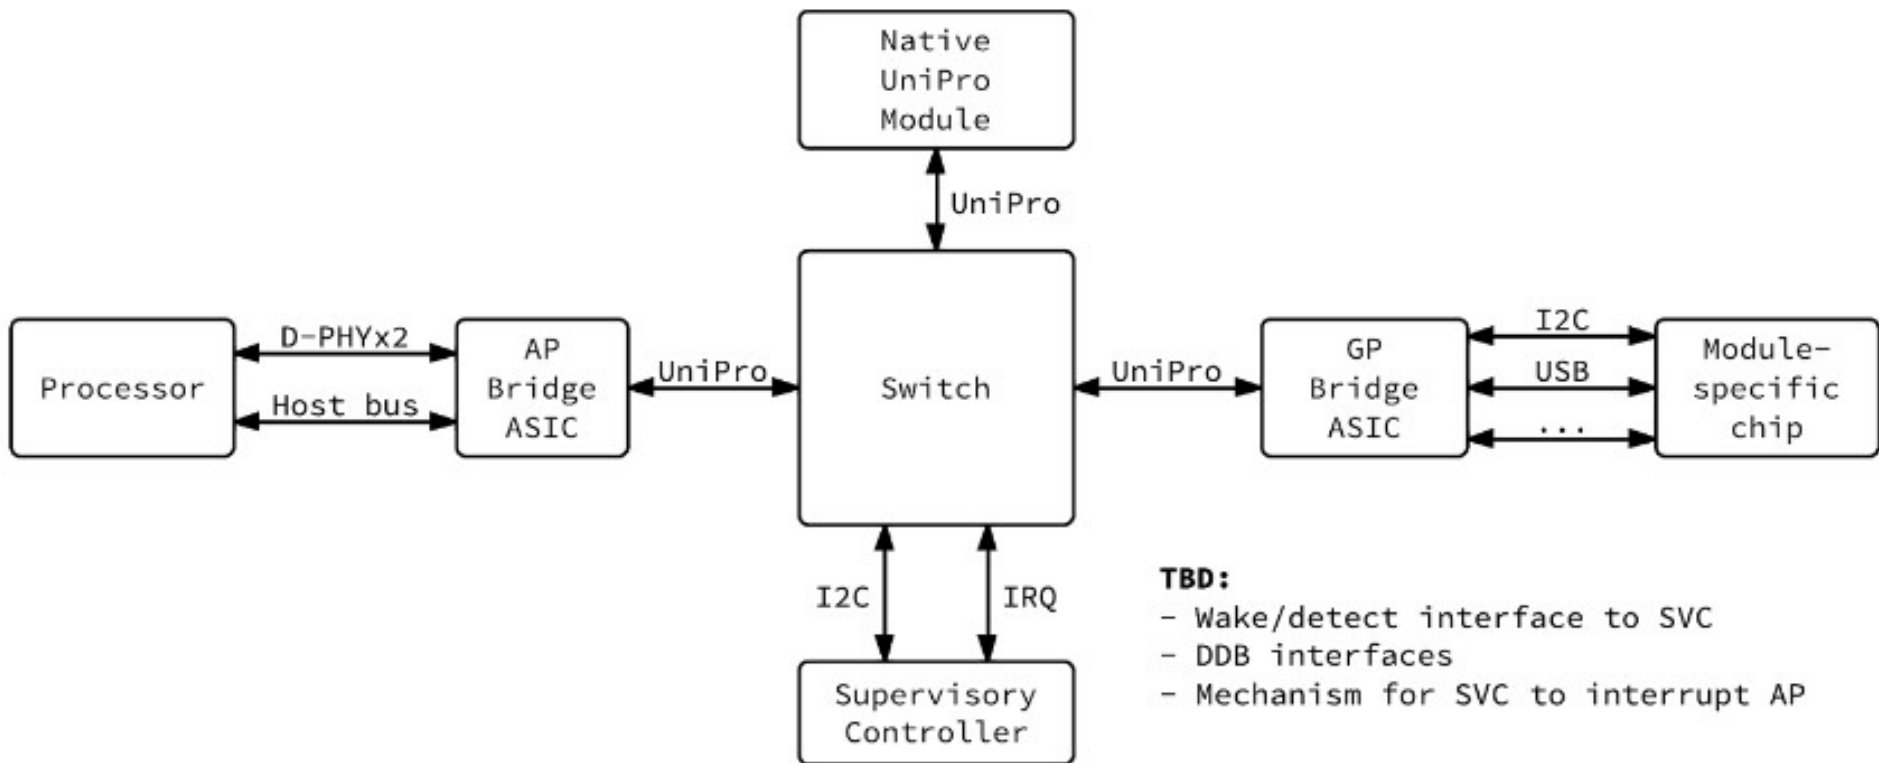 Native
UniPro
Module
UniPro
Processor
D-PHYx2
Host bus
AP
Bridge
ASIC
UniPro
Switch
UniPro
GP
Bridge
ASIC
I2C
USB
...
Module-
specific
chip
I2C
IRQ
Supervisory
Controller
TBD:
- Wake/detect interface to SVC
- DDB interfaces
- Mechanism for SVC to interrupt AP